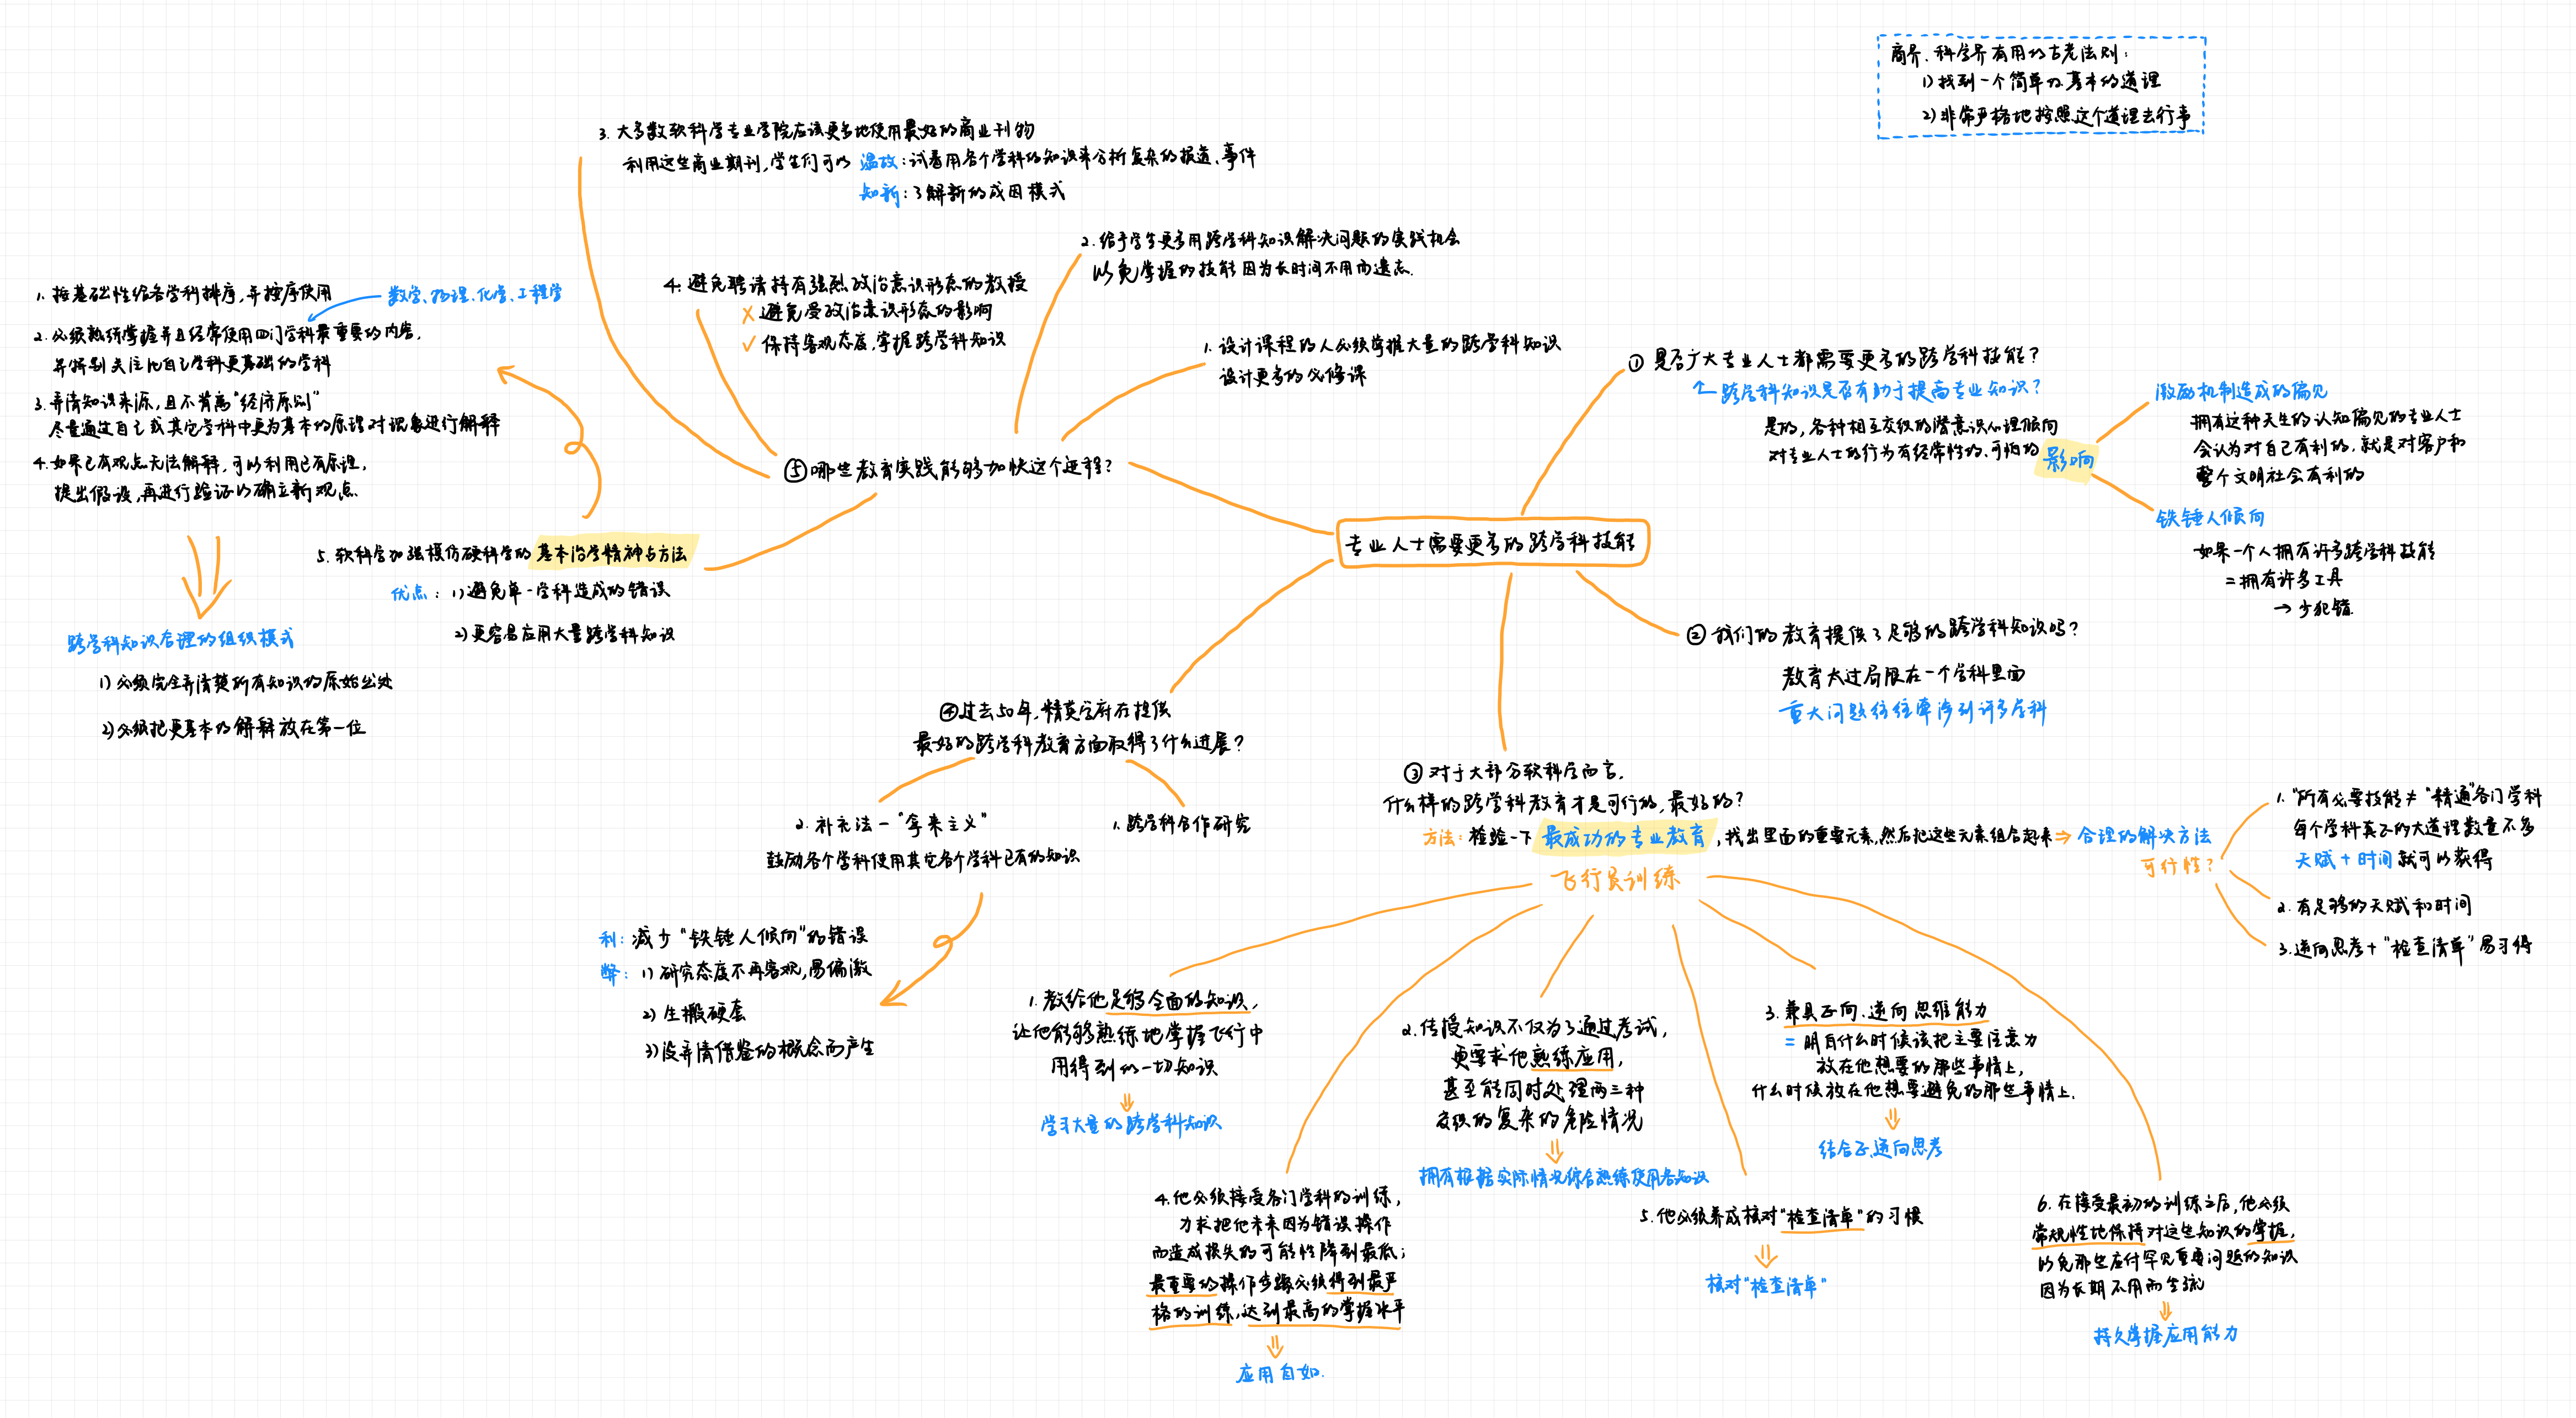 商界、科学界有用的古老法则：
1) 找到一个简单的、基本的道理
2) 非常严格地按照这个道理去行事
专业人士需要更多的跨学科技能
① 是否广大专业人士都需要更多的跨学科技能？
跨学科知识是否有助于提高专业知识？
是的，各种相互交织的潜意识心理倾向
对专业人士的行为有经常性的、可怕的 影响
激励机制造成的偏见
拥有这种天生的认知偏见的专业人士
会认为对自己有利的，就是对客户和
整个文明社会有利的
铁锤人倾向
如果一个人拥有许多跨学科技能
= 拥有许多工具
→ 少犯错
② 我们的教育提供了足够的跨学科知识吗？
教育太过局限在一个学科里面
重大问题往往牵涉到许多学科
③ 对于大部分软科学而言，
什么样的跨学科教育才是可行的，最好的？
方法：检验一下 最成功的专业教育，找出里面的重要元素，然后把这些元素组合起来 ⇒ 合理的解决方法
可行性？
1. "所有必要技能 ≠ "精通"各门学科
每个学科真正的大道理数量不多
天赋 + 时间 就可以获得
2. 有足够的天赋和时间
3. 逆向思考 + "检查清单" 易习得
飞行员训练
1. 教给他足够全面的知识，
让他能够熟练地掌握飞行中
用得到的一切知识
⇓
学习大量的跨学科知识
2. 传授知识不仅为了通过考试，
更要求他熟练应用，
甚至能同时处理两三种
交织的复杂的危险情况
⇓
拥有根据实际情况综合熟练使用各知识
3. 兼具正向、逆向思维能力
= 明白什么时候该把主要注意力
放在他想要的那些事情上，
什么时候放在他想要避免的那些事情上.
⇓
结合正、逆向思考
4. 他必须接受各门学科的训练，
力求把他未来因为错误操作
而造成损失的可能性降到最低；
最重要的操作步骤必须得到最严
格的训练，达到最高的掌握水平
⇓
应用自如.
5. 他必须养成核对"检查清单"的习惯
⇓
核对"检查清单"
6. 在接受最初的训练之后，他必须
常规性地保持对这些知识的掌握，
以免那些应付罕见重要问题的知识
因为长期不用而生疏
⇓
持久掌握应用能力
④ 过去50年，精英学府在提供
最好的跨学科教育方面取得了什么进展？
1. 跨学科合作研究
2. 补充法 — "拿来主义"
鼓励各个学科使用其它各个学科已有的知识
利：减少"铁锤人倾向"的错误
弊：1) 研究态度不再客观，易偏激
2) 生搬硬套
3) 没弄清借鉴的概念而产生
⑤ 哪些教育实践能够加快这个进程？
1. 设计课程的人必须掌握大量的跨学科知识
设计更多的必修课
2. 给予学生更多用跨学科知识解决问题的实践机会
以免掌握的技能因为长时间不用而遗忘.
3. 大多数软科学专业学院应该更多地使用最好的商业刊物
利用这些商业期刊，学生们可以 温故：试着用各个学科的知识来分析复杂的报道、事件
知新：了解新的成因模式
4. 避免聘请持有强烈政治意识形态的教授
✗ 避免受政治意识形态的影响
✓ 保持客观态度，掌握跨学科知识
5. 软科学加强模仿硬科学的 基本治学精神与方法
优点：1) 避免单一学科造成的错误
2) 更容易应用大量跨学科知识
1. 按基础性给各学科排序，并按序使用
数学、物理、化学、工程学
2. 必须熟练掌握并且经常使用四门学科最重要的内容，
并特别关注比自己学科更基础的学科
3. 弄清知识来源，且不背离"经济原则"
尽量通过自己或其它学科中更为基本的原理对现象进行解释
4. 如果已有观点无法解释，可以利用已有原理，
提出假设，再进行验证以确立新观点.
跨学科知识合理的组织模式
1) 必须完全弄清楚所有知识的原始出处
2) 必须把更基本的解释放在第一位